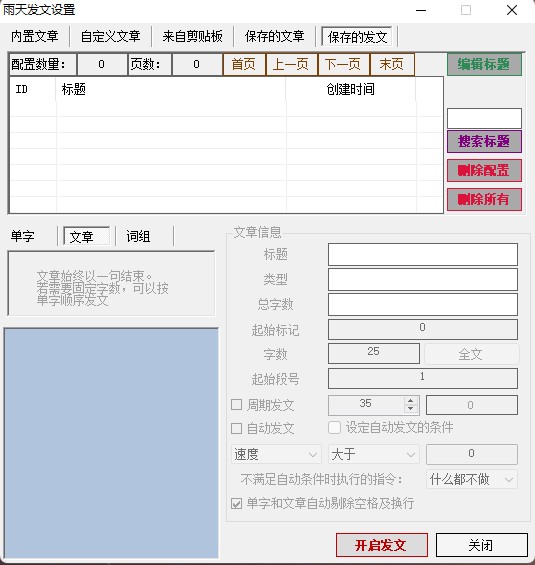 雨天发文设置
内置文章 自定义文章 来自剪贴板 保存的文章 保存的发文
配置数量: 0 页数: 0 首页 上一页 下一页 末页 编辑标题
ID 标题 创建时间
搜索标题
删除配置
删除所有
单字 文章 词组
文章始终以一句结束。
若需要固定字数,可以按
单字顺序发文
文章信息
标题
类型
总字数
起始标记 0
字数 25 全文
起始段号 1
周期发文 35 0
自动发文 设定自动发文的条件
速度 大于 0
不满足自动条件时执行的指令: 什么都不做
单字和文章自动剔除空格及换行
开启发文 关闭